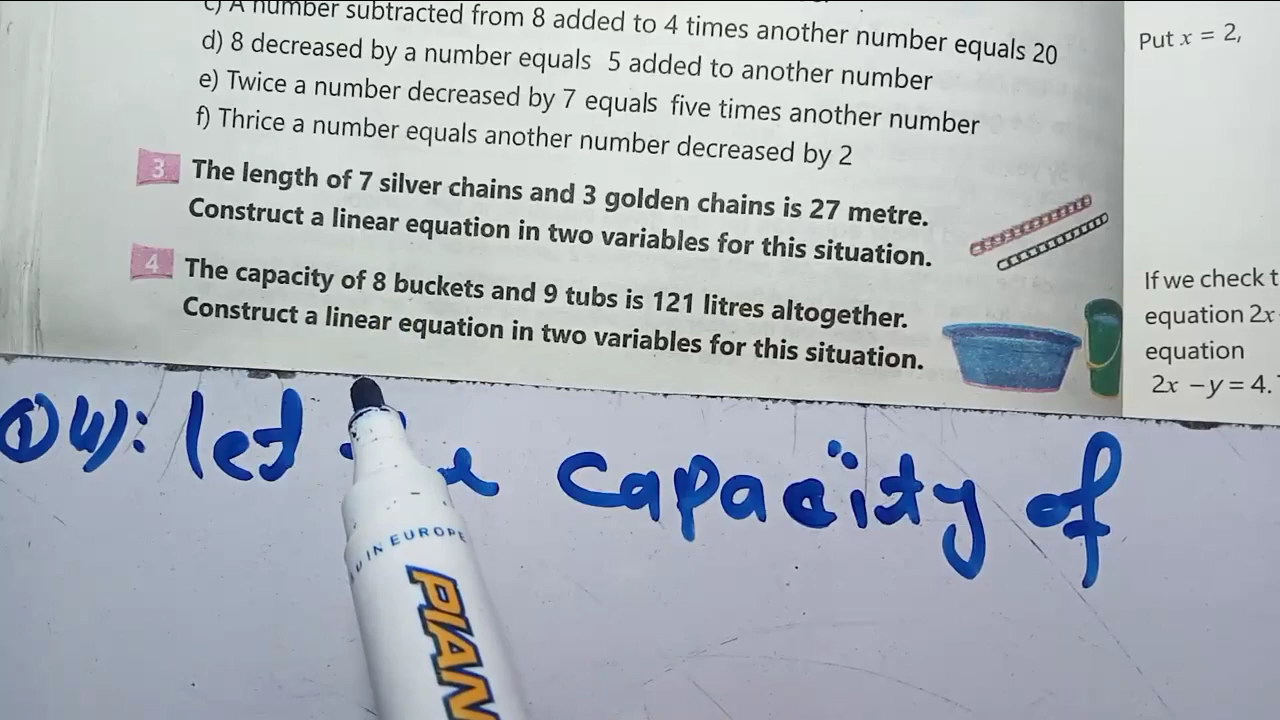 c) A number subtracted from 8 added to 4 times another number equals 20
d) 8 decreased by a number equals 5 added to another number
e) Twice a number decreased by 7 equals five times another number
f) Thrice a number equals another number decreased by 2
3 The length of 7 silver chains and 3 golden chains is 27 metre.
Construct a linear equation in two variables for this situation.
4 The capacity of 8 buckets and 9 tubs is 121 litres altogether.
Construct a linear equation in two variables for this situation.
Put x = 2,
If we check t
equation 2x
equation
2x − y = 4.
Q4): let capacity of
IN EUROPE
PIAN